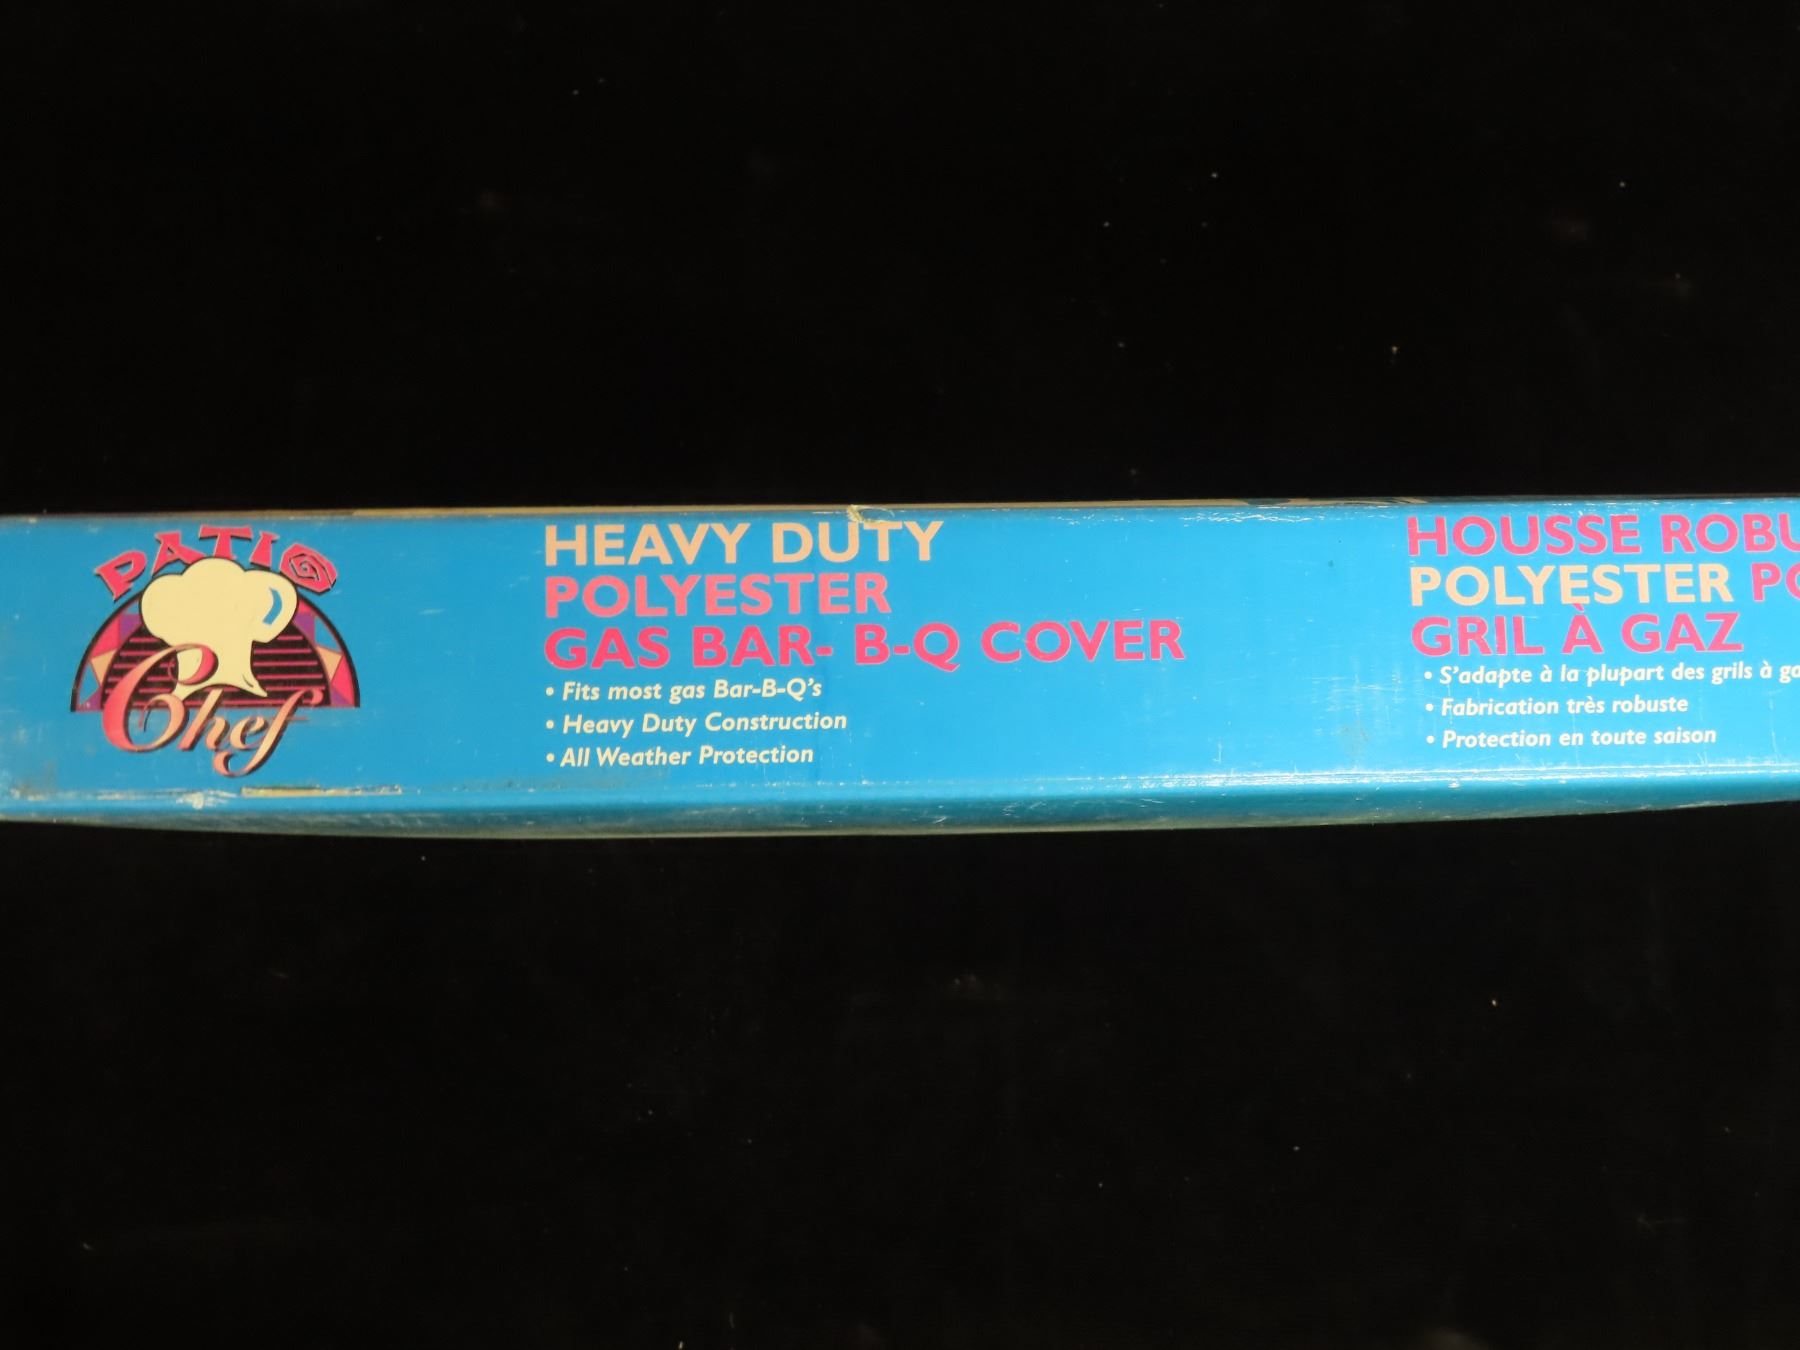 PATIO
Chef
HEAVY DUTY
POLYESTER
GAS BAR- B-Q COVER
• Fits most gas Bar-B-Q's
• Heavy Duty Construction
• All Weather Protection
HOUSSE
POLYESTER
GRIL À GAZ
• S'adapte à la plupart des grils à
• Fabrication très robuste
• Protection en toute saison